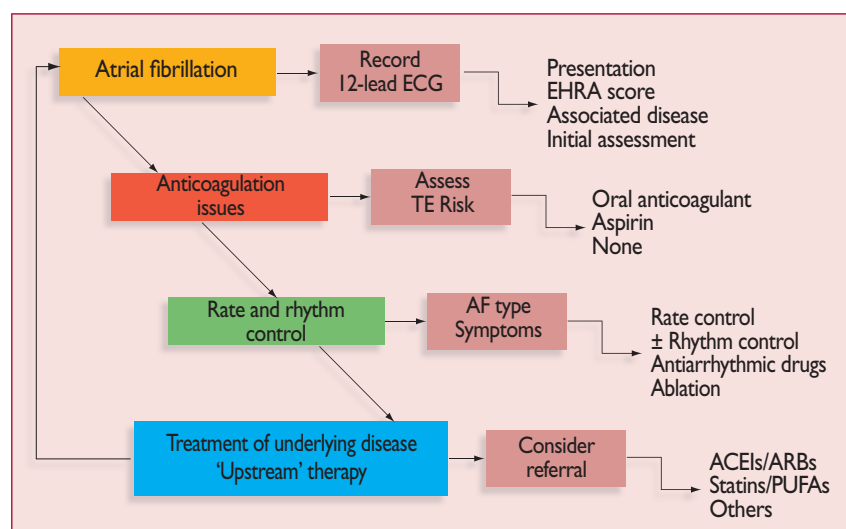 Atrial fibrillation
Record
12-lead ECG
Presentation
EHRA score
Associated disease
Initial assessment
Anticoagulation
issues
Assess
TE Risk
Oral anticoagulant
Aspirin
None
Rate and rhythm
control
AF type
Symptoms
Rate control
± Rhythm control
Antiarrhythmic drugs
Ablation
Treatment of underlying disease
‘Upstream’ therapy
Consider
referral
ACEIs/ARBs
Statins/PUFAs
Others